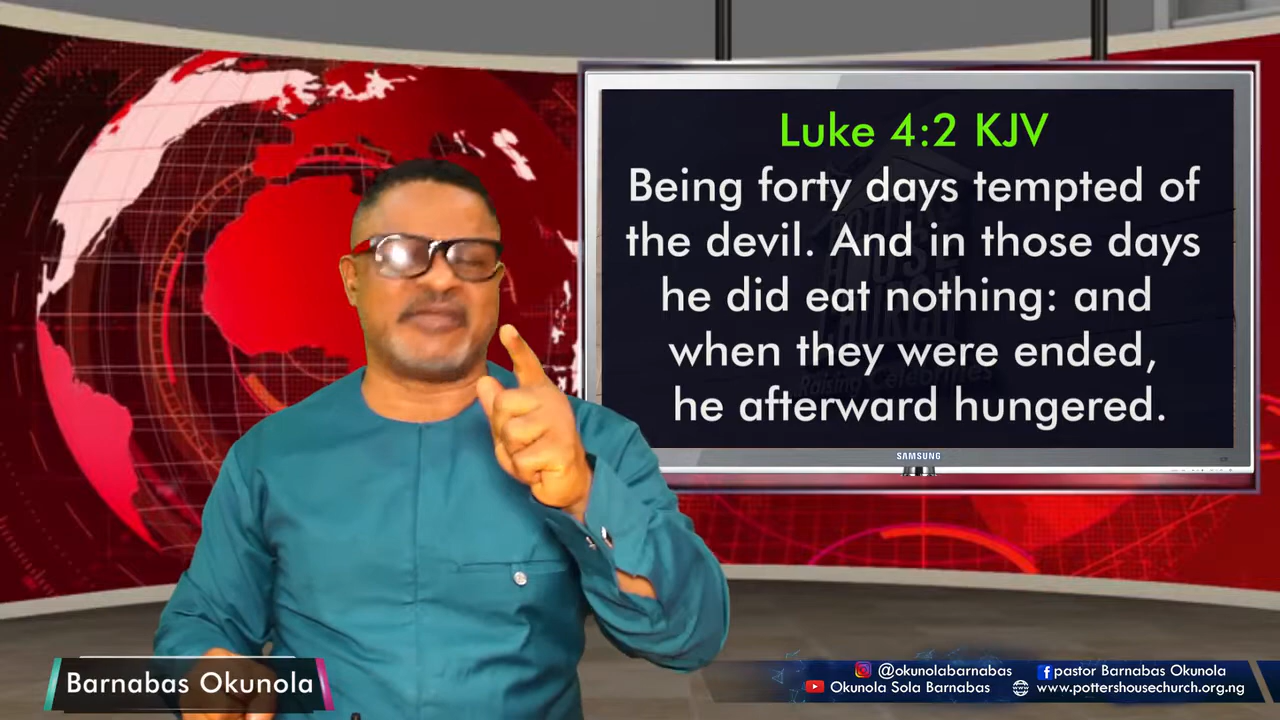 Luke 4:2 KJV
Being forty days tempted of
the devil. And in those days
he did eat nothing: and
when they were ended,
he afterward hungered.
SAMSUNG
Barnabas Okunola
@okunolabarnabas
pastor Barnabas Okunola
Okunola Sola Barnabas
www.pottershousechurch.org.ng